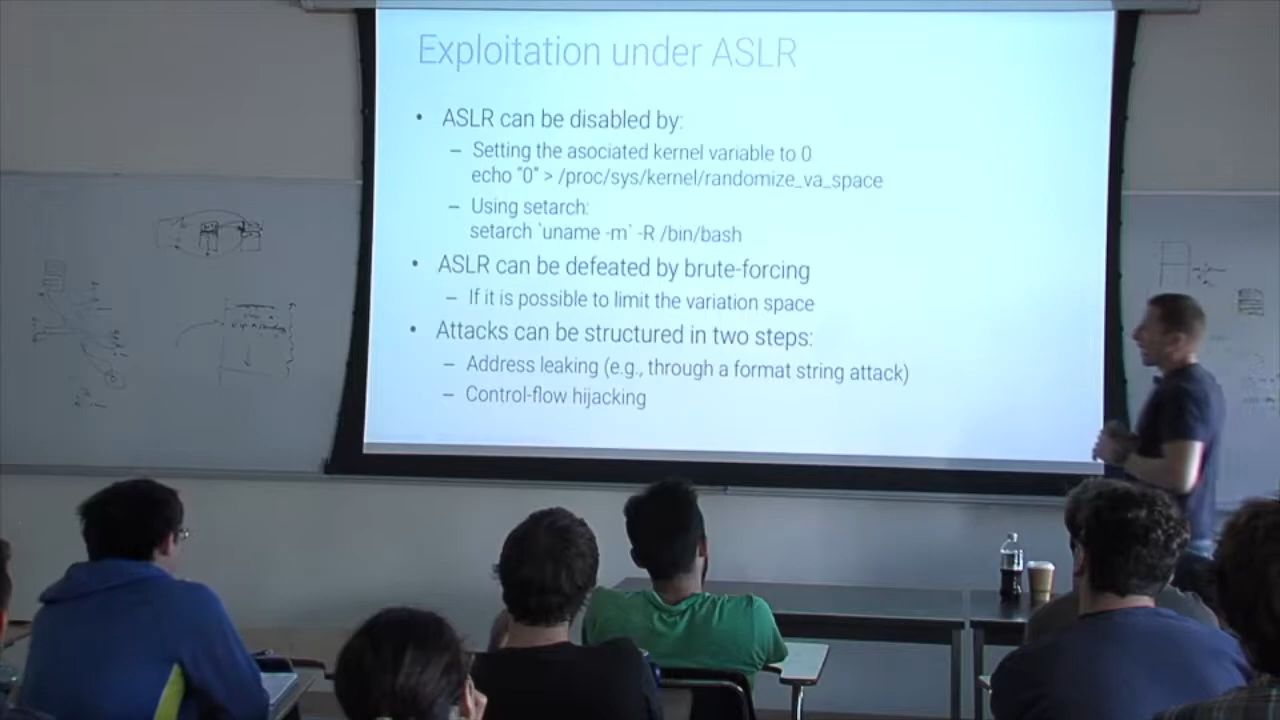 Exploitation under ASLR
• ASLR can be disabled by:
– Setting the asociated kernel variable to 0
echo "0" > /proc/sys/kernel/randomize_va_space
– Using setarch:
setarch `uname -m` -R /bin/bash
• ASLR can be defeated by brute-forcing
– If it is possible to limit the variation space
• Attacks can be structured in two steps:
– Address leaking (e.g., through a format string attack)
– Control-flow hijacking